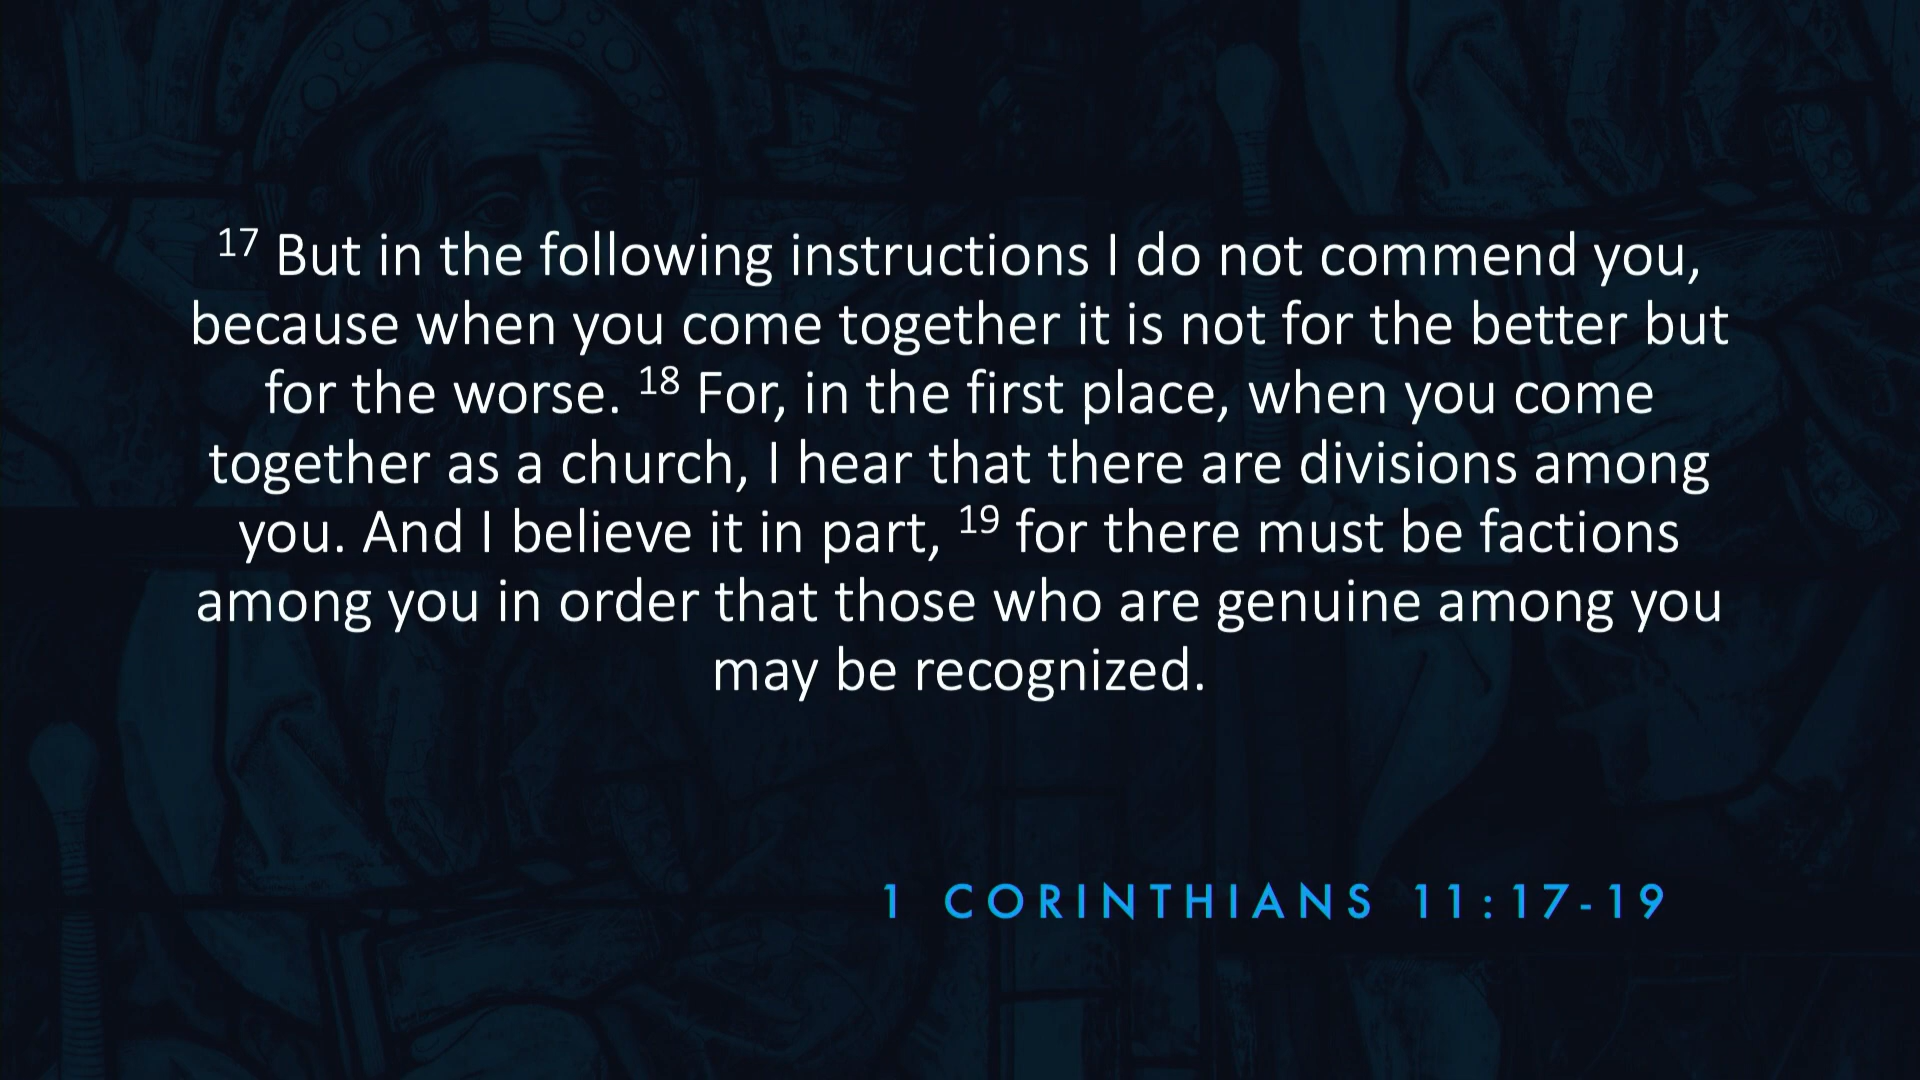 17 But in the following instructions I do not commend you,
because when you come together it is not for the better but
for the worse. 18 For, in the first place, when you come
together as a church, I hear that there are divisions among
you. And I believe it in part, 19 for there must be factions
among you in order that those who are genuine among you
may be recognized.
1 CORINTHIANS 11:17-19